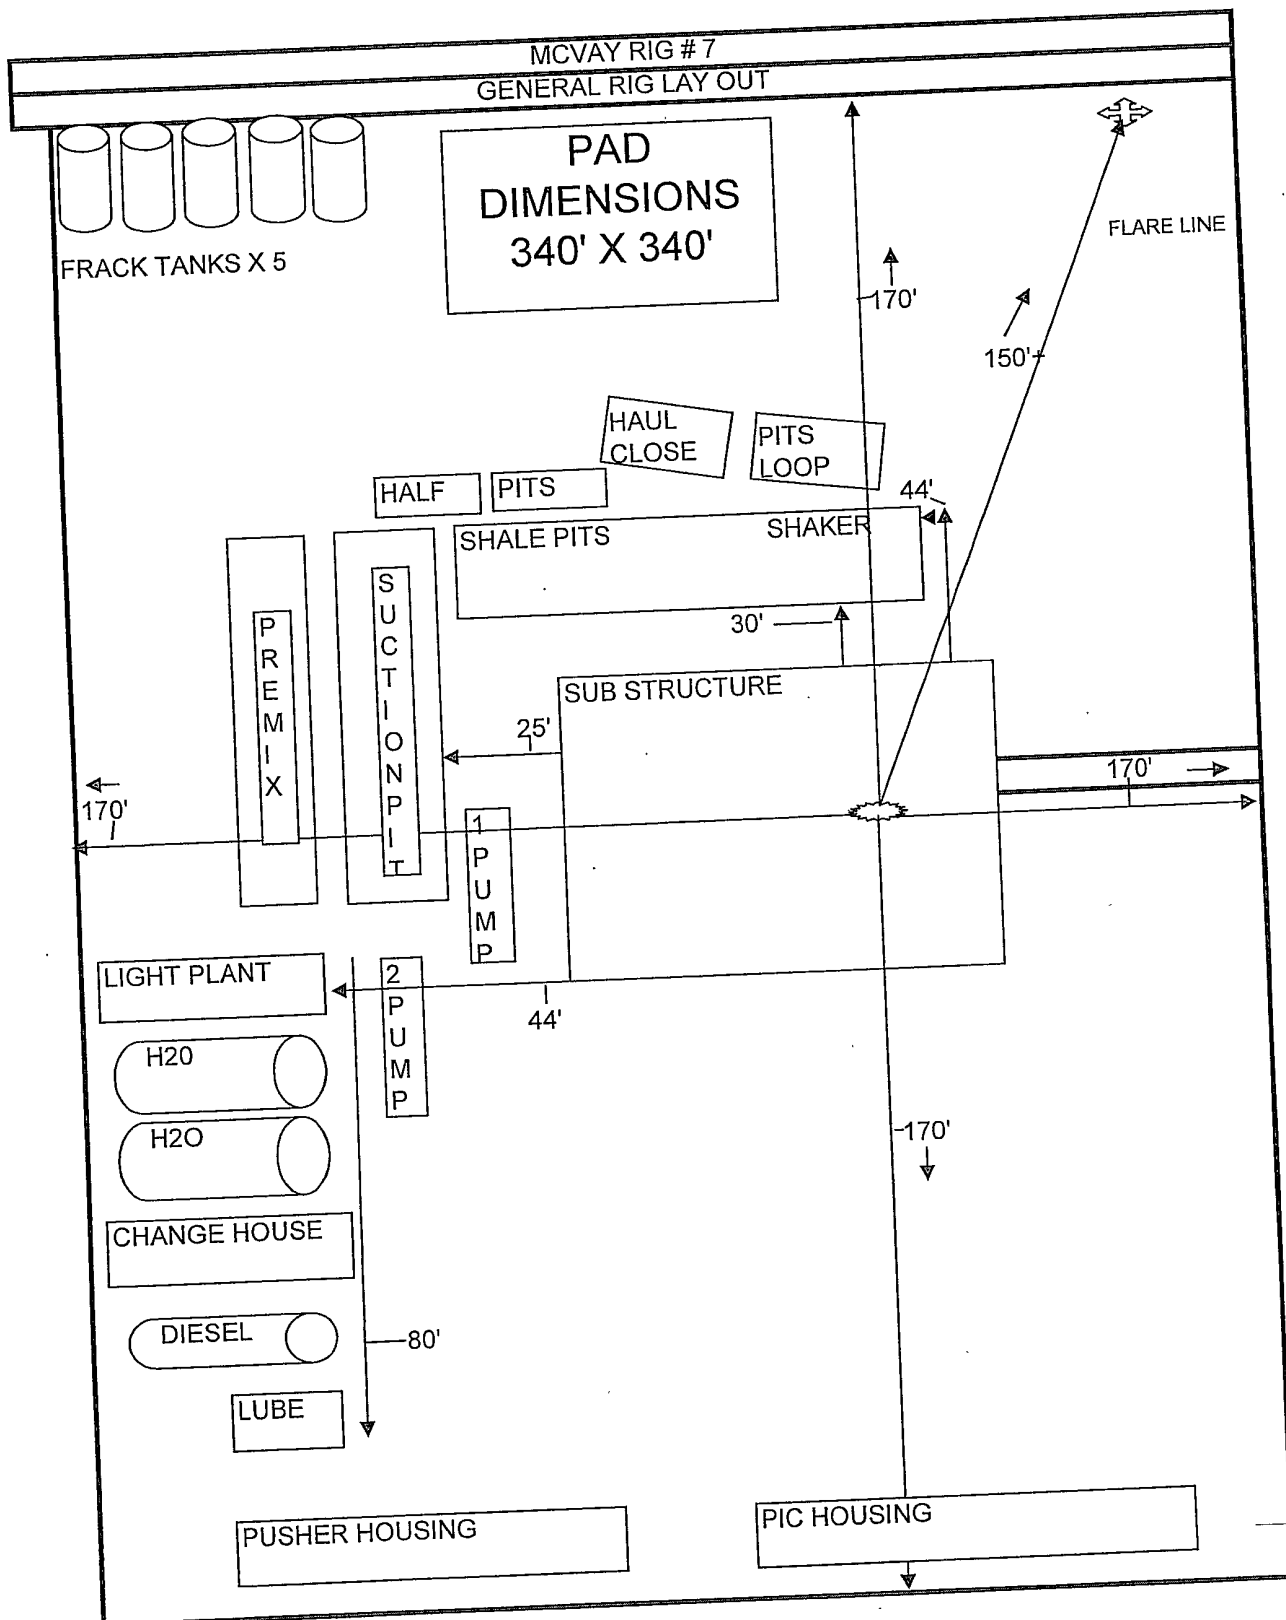 MCVAY RIG # 7
GENERAL RIG LAY OUT
PAD
DIMENSIONS
340' X 340'
FLARE LINE
FRACK TANKS X 5
170'
150'
HAUL
CLOSE
PITS
LOOP
HALF
PITS
44'
SHALE PITS
SHAKER
SUCTIONPIT
PREMIX
30'
SUB STRUCTURE
25'
170'
170'
1 PUMP
LIGHT PLANT
2 PUMP
44'
H20
H2O
170'
CHANGE HOUSE
DIESEL
80'
LUBE
PUSHER HOUSING
PIC HOUSING